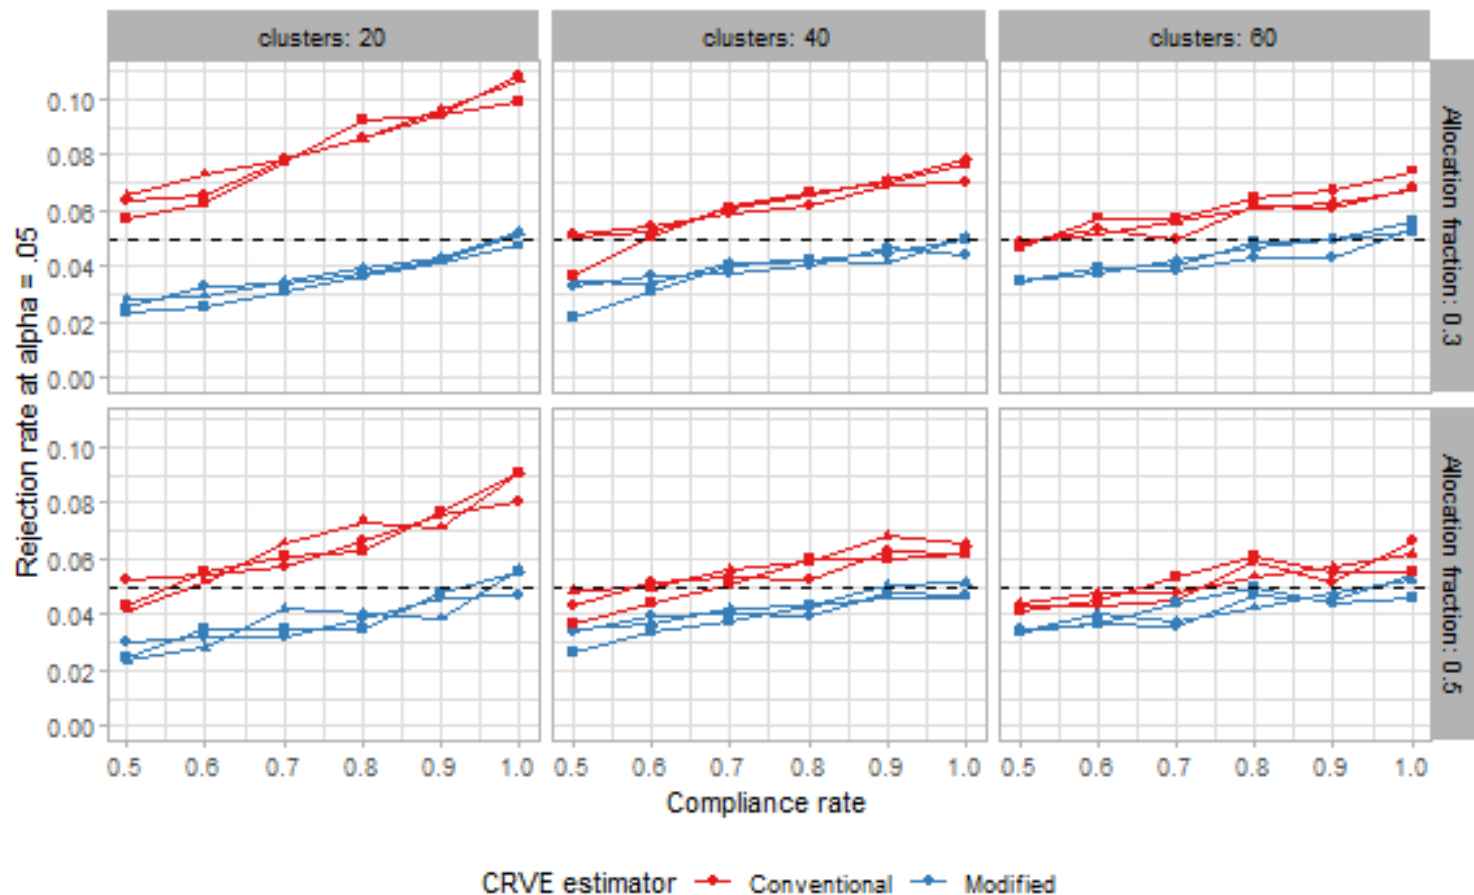 clusters: 20
clusters: 40
clusters: 60
Rejection rate at alpha = .05
0.10
0.08
0.06
0.04
0.02
0.00
Allocation fraction: 0.3
0.10
0.08
0.06
0.04
0.02
0.00
Allocation fraction: 0.5
0.5 0.6 0.7 0.8 0.9 1.0
0.5 0.6 0.7 0.8 0.9 1.0
0.5 0.6 0.7 0.8 0.9 1.0
Compliance rate
CRVE estimator Conventional Modified